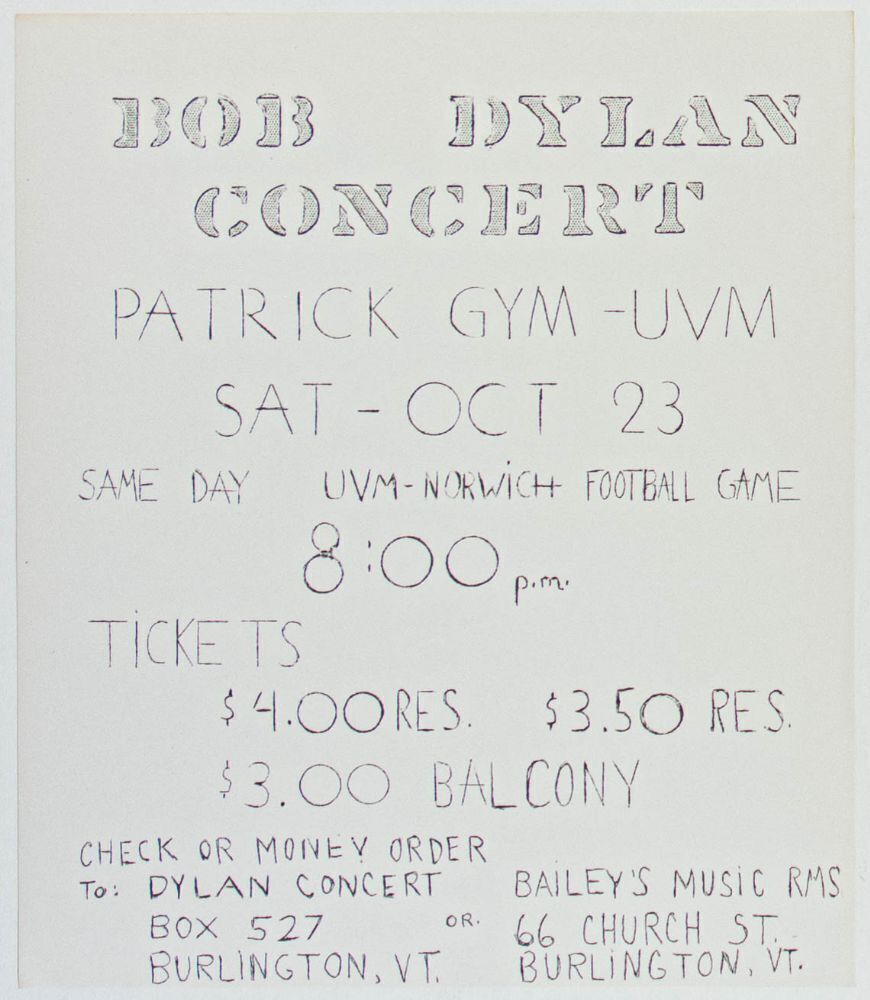 BOB DYLAN
CONCERT
PATRICK GYM - UVM
SAT - OCT 23
SAME DAY UVM - NORWICH FOOTBALL GAME
8:00 p.m.
TICKETS
$4.00 RES. $3.50 RES.
$3.00 BALCONY
CHECK OR MONEY ORDER
To: DYLAN CONCERT
BOX 527
BURLINGTON, VT.
OR.
BAILEY'S MUSIC RMS
66 CHURCH ST.
BURLINGTON, VT.